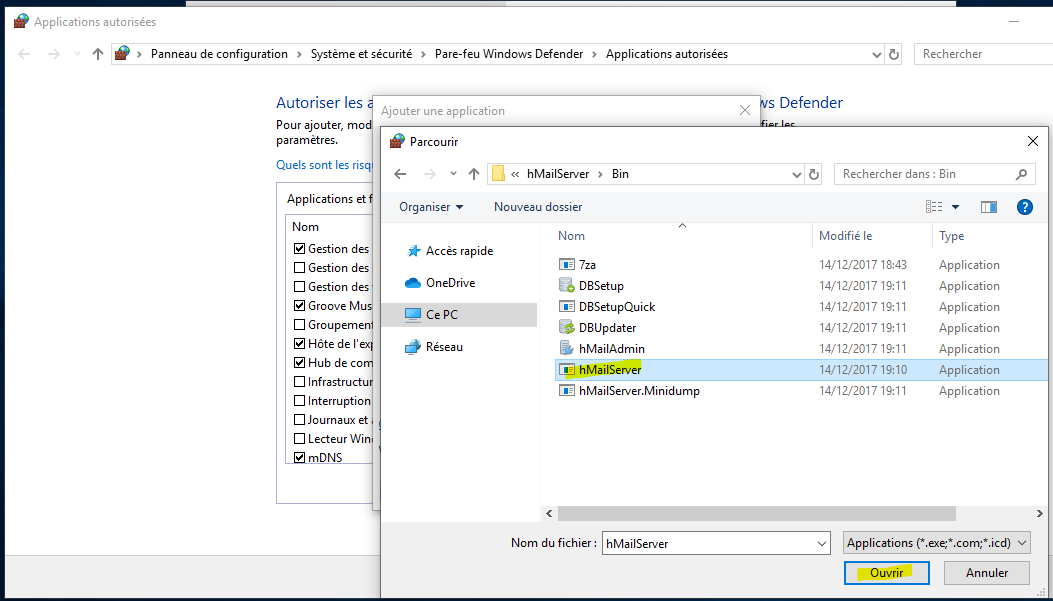 Applications autorisées
Panneau de configuration > Système et sécurité > Pare-feu Windows Defender > Applications autorisées
Rechercher
Autoriser les a
ws Defender
Pour ajouter, mod
fier les
paramètres.
Quels sont les risq
Applications et f
Nom
Gestion des
Gestion des
Gestion des
Groove Mus
Groupement
Hôte de l'exp
Hub de com
Infrastructur
Interruption
Journaux et a
Lecteur Wind
mDNS
Ajouter une application
Parcourir
« hMailServer > Bin
Rechercher dans : Bin
Organiser
Nouveau dossier
Accès rapide
OneDrive
Ce PC
Réseau
Nom Modifié le Type
7za 14/12/2017 18:43 Application
DBSetup 14/12/2017 19:11 Application
DBSetupQuick 14/12/2017 19:11 Application
DBUpdater 14/12/2017 19:11 Application
hMailAdmin 14/12/2017 19:11 Application
hMailServer 14/12/2017 19:10 Application
hMailServer.Minidump 14/12/2017 19:11 Application
Nom du fichier : hMailServer
Applications (*.exe;*.com;*.icd)
Ouvrir
Annuler